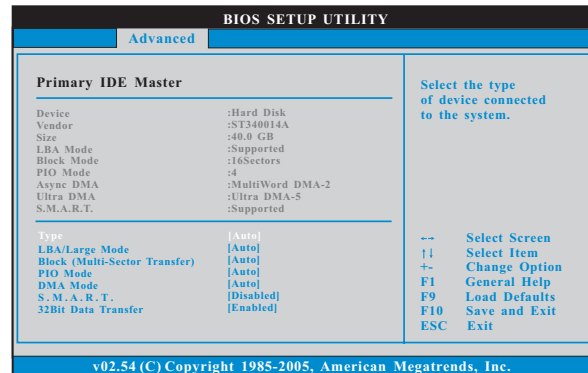 BIOS SETUP UTILITY
Advanced
Primary IDE Master
Device :Hard Disk
Vendor :ST340014A
Size :40.0 GB
LBA Mode :Supported
Block Mode :16Sectors
PIO Mode :4
Async DMA :MultiWord DMA-2
Ultra DMA :Ultra DMA-5
S.M.A.R.T. :Supported
Type [Auto]
LBA/Large Mode [Auto]
Block (Multi-Sector Transfer) [Auto]
PIO Mode [Auto]
DMA Mode [Auto]
S.M.A.R.T. [Disabled]
32Bit Data Transfer [Enabled]
Select the type
of device connected
to the system.
←→ Select Screen
↑↓ Select Item
+- Change Option
F1 General Help
F9 Load Defaults
F10 Save and Exit
ESC Exit
v02.54 (C) Copyright 1985-2005, American Megatrends, Inc.